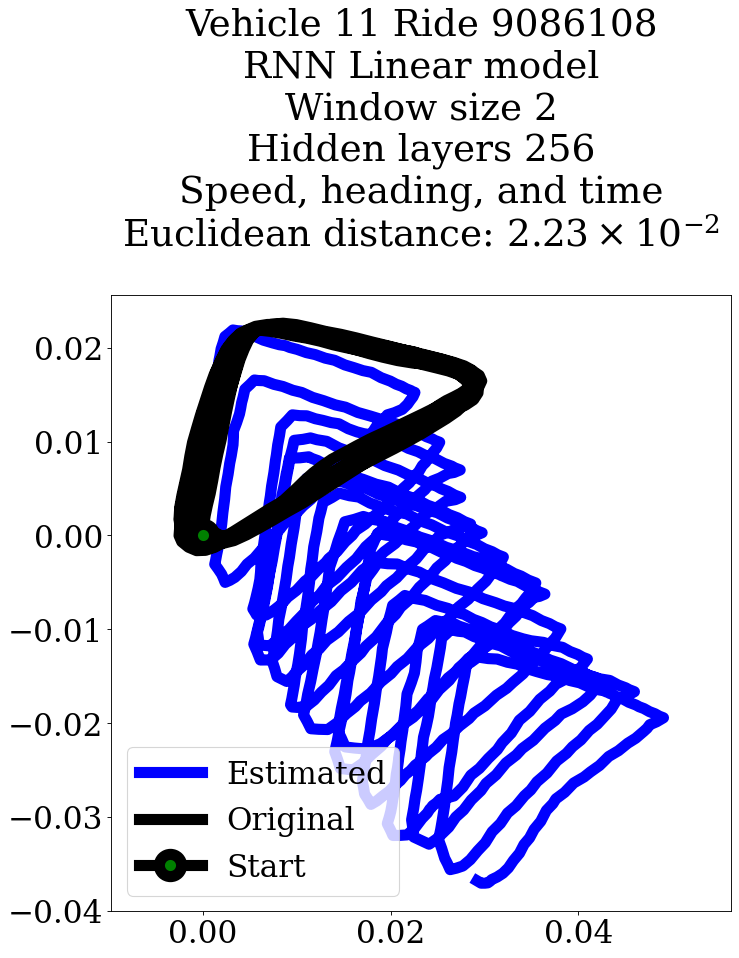 Vehicle 11 Ride 9086108
RNN Linear model
Window size 2
Hidden layers 256
Speed, heading, and time
Euclidean distance: 2.23 × 10⁻²
0.02
0.01
0.00
−0.01
−0.02
−0.03
−0.04
Estimated
Original
Start
0.00 0.02 0.04